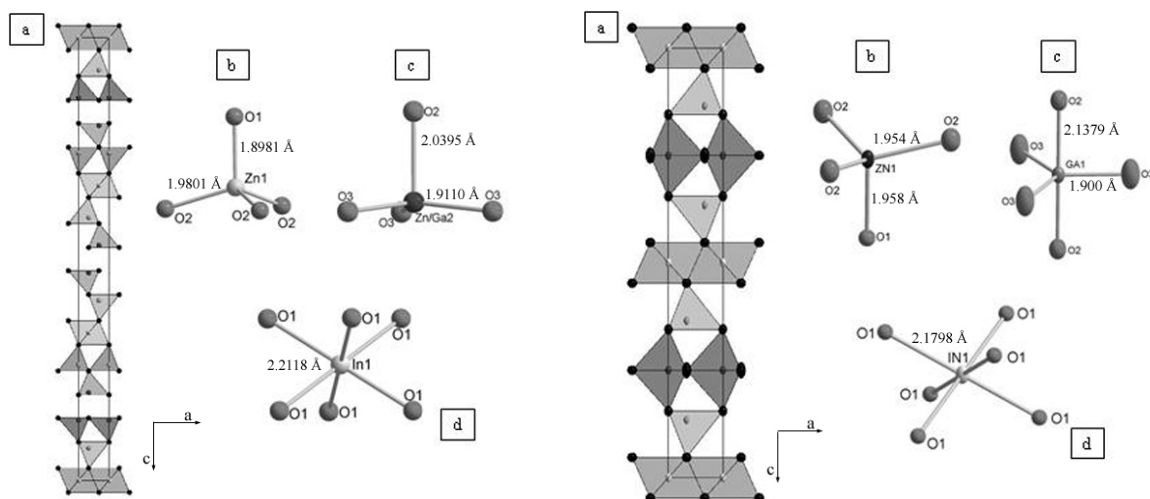 a
b
c
O1
1.8981 Å
1.9801 Å
Zn1
O2
O2
O2
O2
2.0395 Å
1.9110 Å
O3
O3
O3
Zn/Ga2
O1
O1
O1
2.2118 Å
In1
O1
O1
O1
d
a
c
a
b
c
O2
O2
1.954 Å
ZN1
O2
1.958 Å
O1
O2
2.1379 Å
O3
GA1
1.900 Å
O3
O3
O2
O1
O1
2.1798 Å
IN1
O1
O1
O1
O1
d
a
c